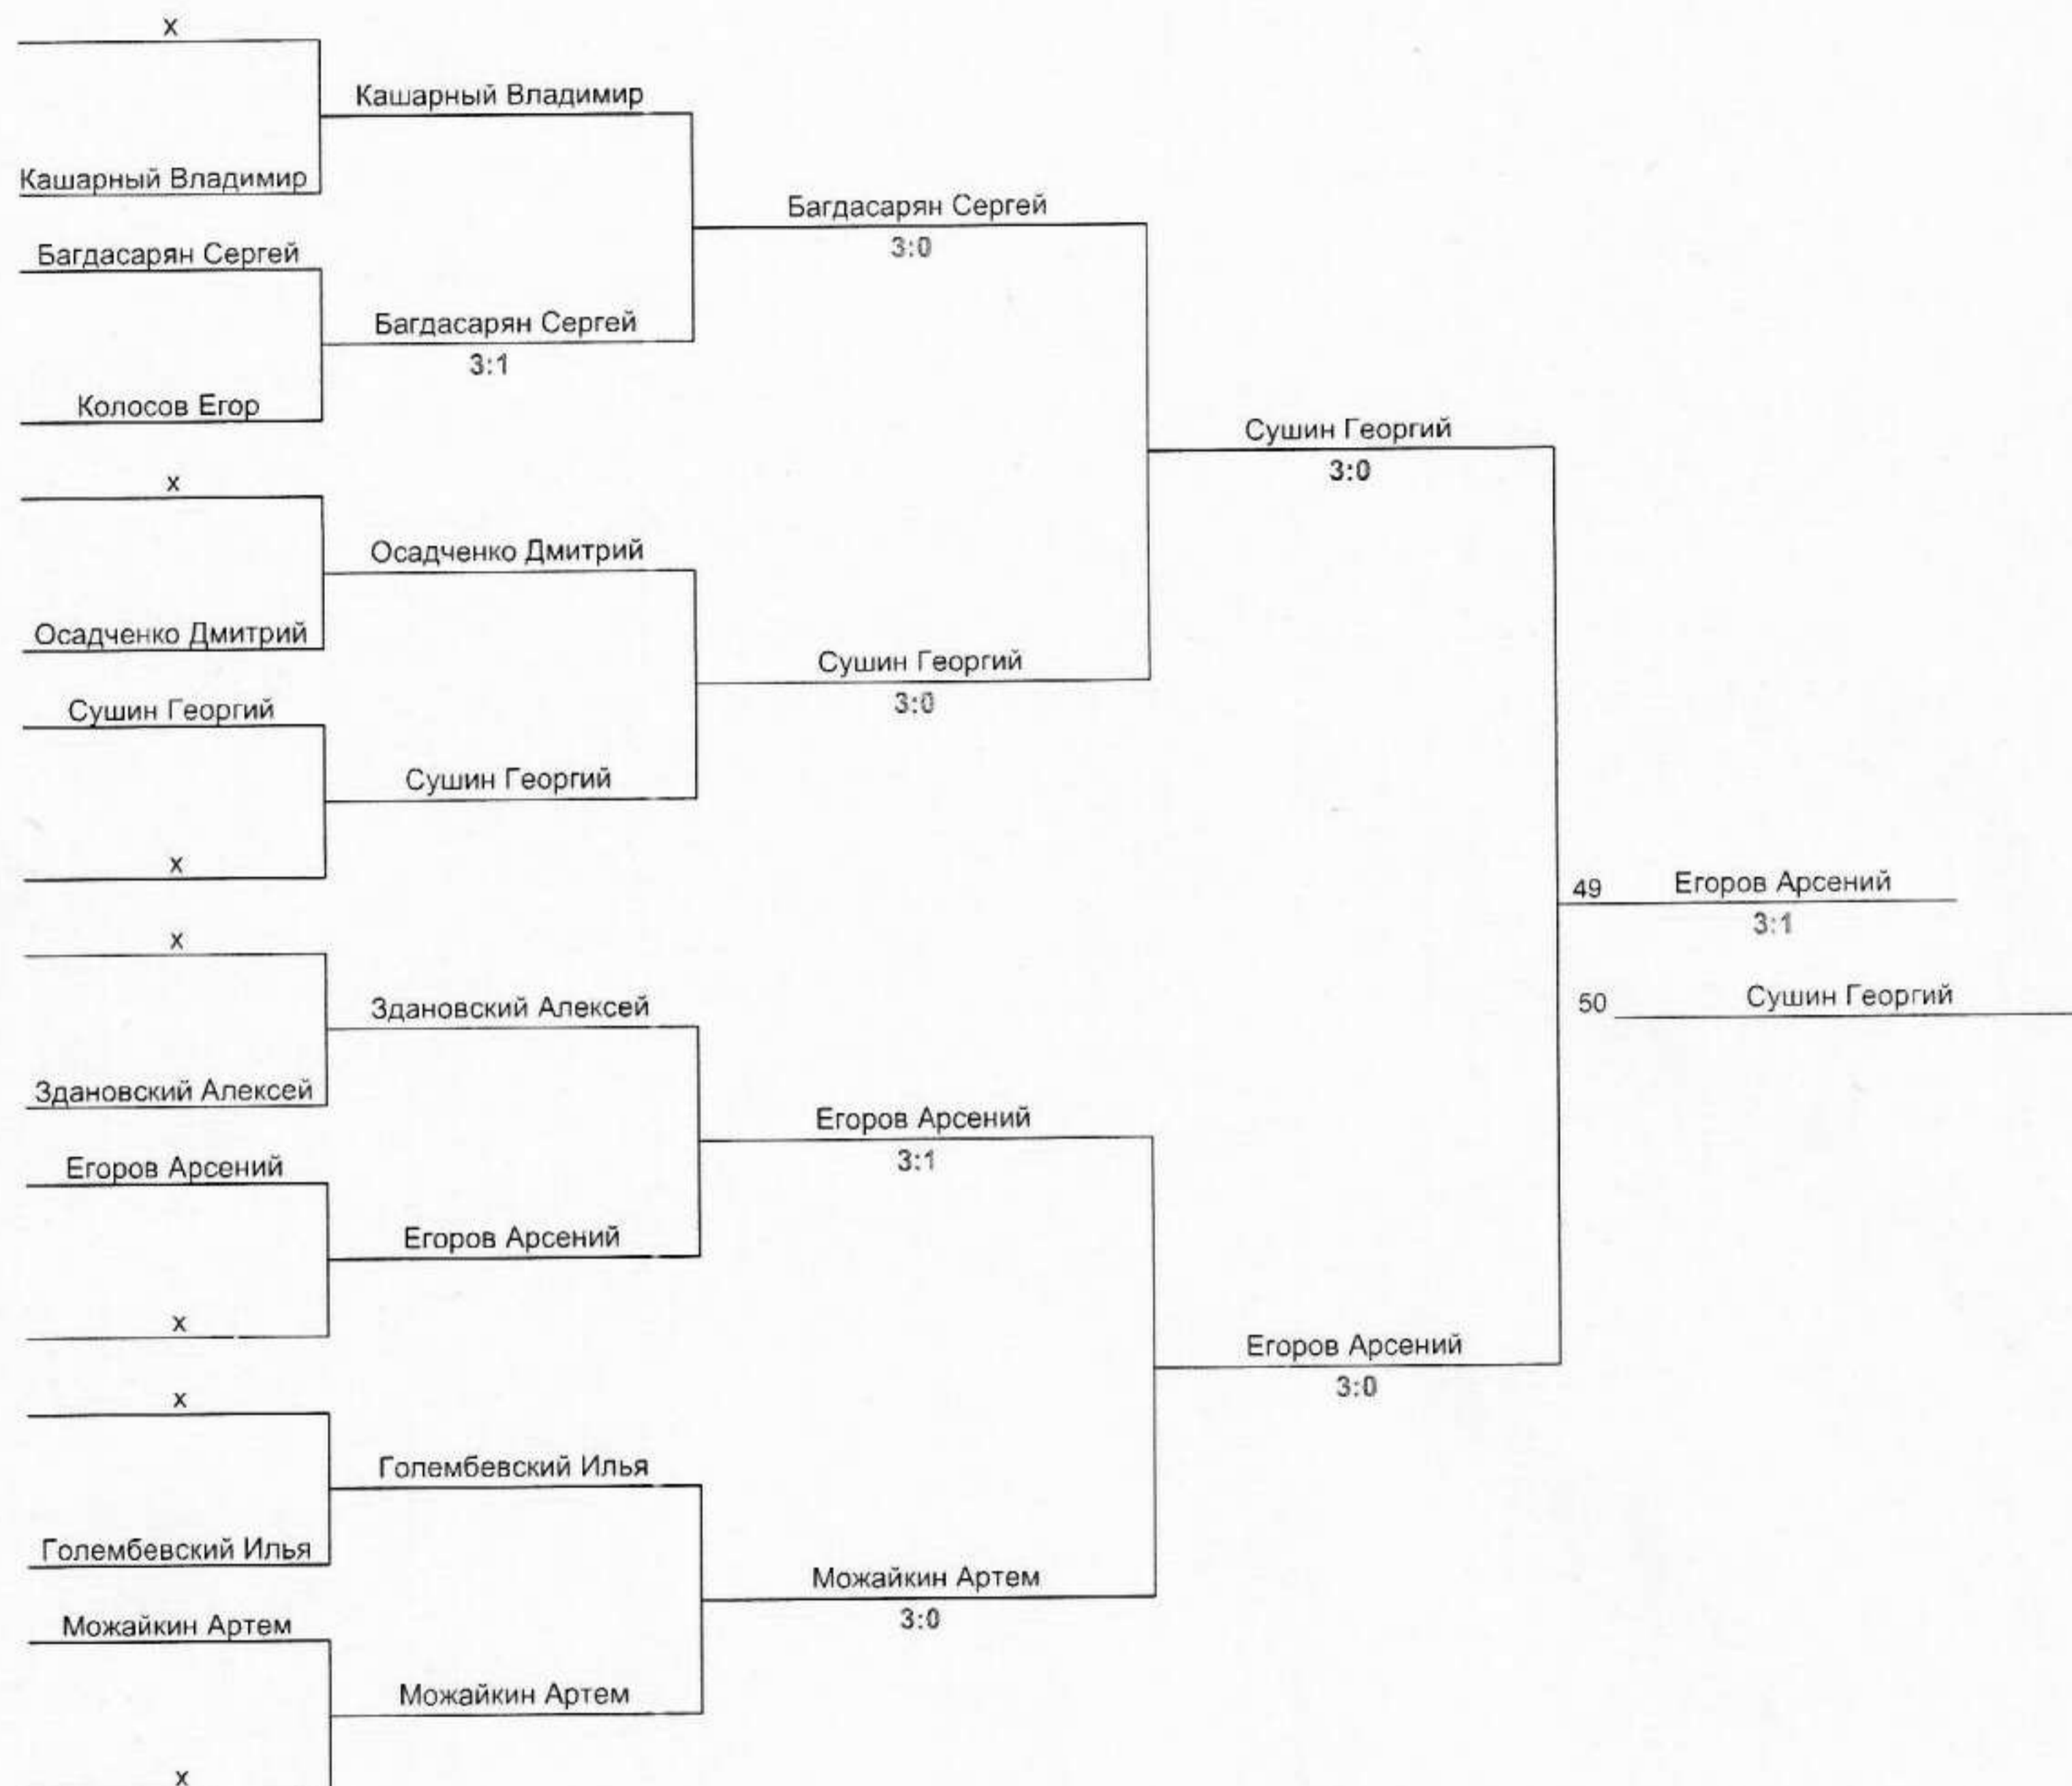 x
Кашарный Владимир
Кашарный Владимир
Багдасарян Сергей
3:0
Багдасарян Сергей
Багдасарян Сергей
3:1
Колосов Егор
Сушин Георгий
3:0
x
Осадченко Дмитрий
Осадченко Дмитрий
Сушин Георгий
3:0
Сушин Георгий
Сушин Георгий
x
49 Егоров Арсений
3:1
x
50 Сушин Георгий
Здановский Алексей
Здановский Алексей
Егоров Арсений
3:1
Егоров Арсений
Егоров Арсений
x
Егоров Арсений
3:0
x
Голембевский Илья
Голембевский Илья
Можайкин Артем
3:0
Можайкин Артем
Можайкин Артем
x